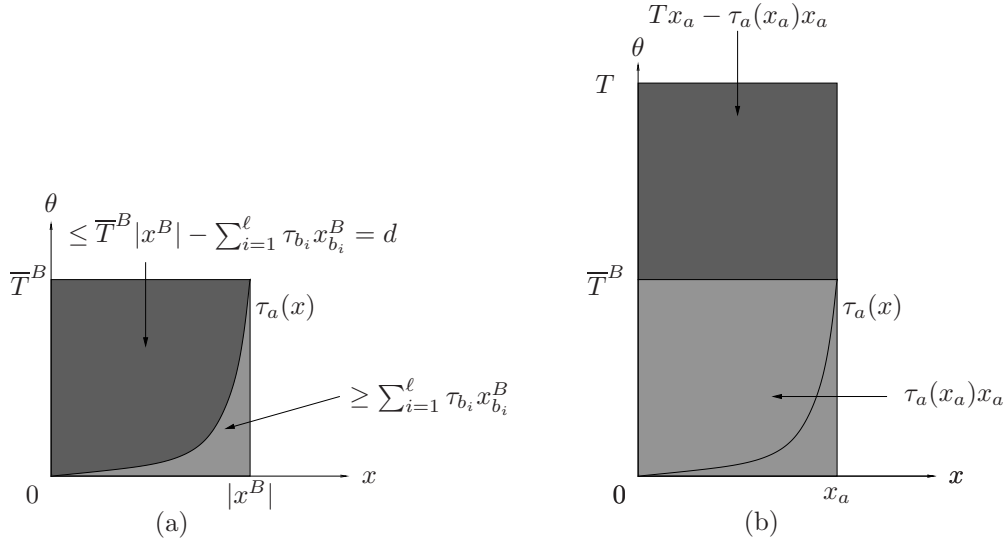 θ
≤ T̅^B|x^B| − ∑_{i=1}^{ℓ} τ_{b_i} x^B_{b_i} = d
T̅^B
τ_a(x)
≥ ∑_{i=1}^{ℓ} τ_{b_i} x^B_{b_i}
0
|x^B|
x
(a)
Tx_a − τ_a(x_a)x_a
θ
T
T̅^B
τ_a(x)
τ_a(x_a)x_a
0
x_a
x
(b)